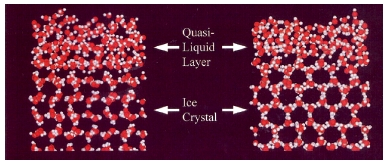 Quasi-
Liquid
Layer
Ice
Crystal